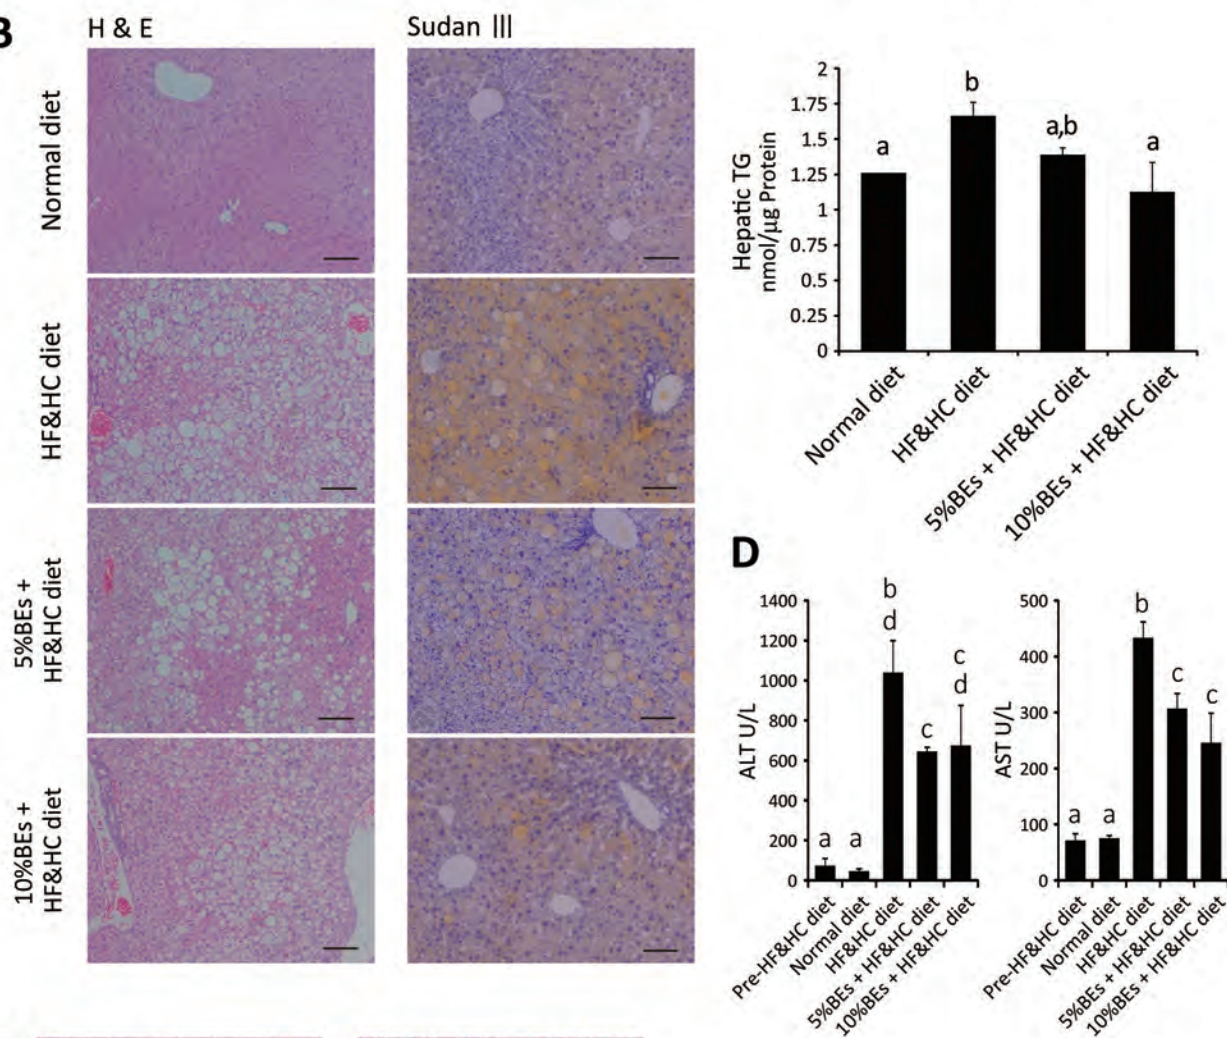 B
H & E
Sudan III
Normal diet
HF&HC diet
5%BEs +
HF&HC diet
10%BEs +
HF&HC diet
Hepatic TG
nmol/µg Protein
2
1.75
1.5
1.25
1
0.75
0.5
0.25
0
a
b
a,b
a
Normal diet
HF&HC diet
5%BEs + HF&HC diet
10%BEs + HF&HC diet
D
ALT U/L
1400
1200
1000
800
600
400
200
0
a
a
b
d
c
c
d
Pre-HF&HC diet
Normal diet
HF&HC diet
5%BEs + HF&HC diet
10%BEs + HF&HC diet
AST U/L
500
400
300
200
100
0
a
a
b
c
c
Pre-HF&HC diet
Normal diet
HF&HC diet
5%BEs + HF&HC diet
10%BEs + HF&HC diet